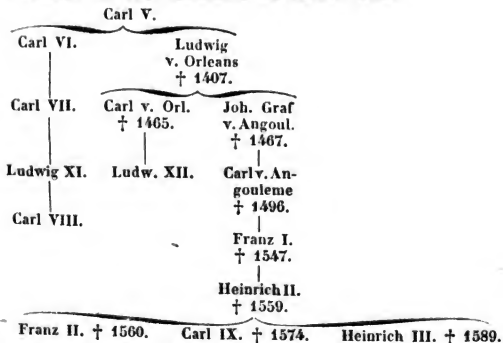 Carl V.
Carl VI.
Ludwig
v. Orleans
† 1407.
Carl VII.
Carl v. Orl.
† 1465.
Joh. Graf
v. Angoul.
† 1467.
Ludwig XI.
Ludw. XII.
Carl v. An-
gouleme
† 1496.
Carl VIII.
Franz I.
† 1547.
Heinrich II.
† 1559.
Franz II. † 1560. Carl IX. † 1574. Heinrich III. † 1589.